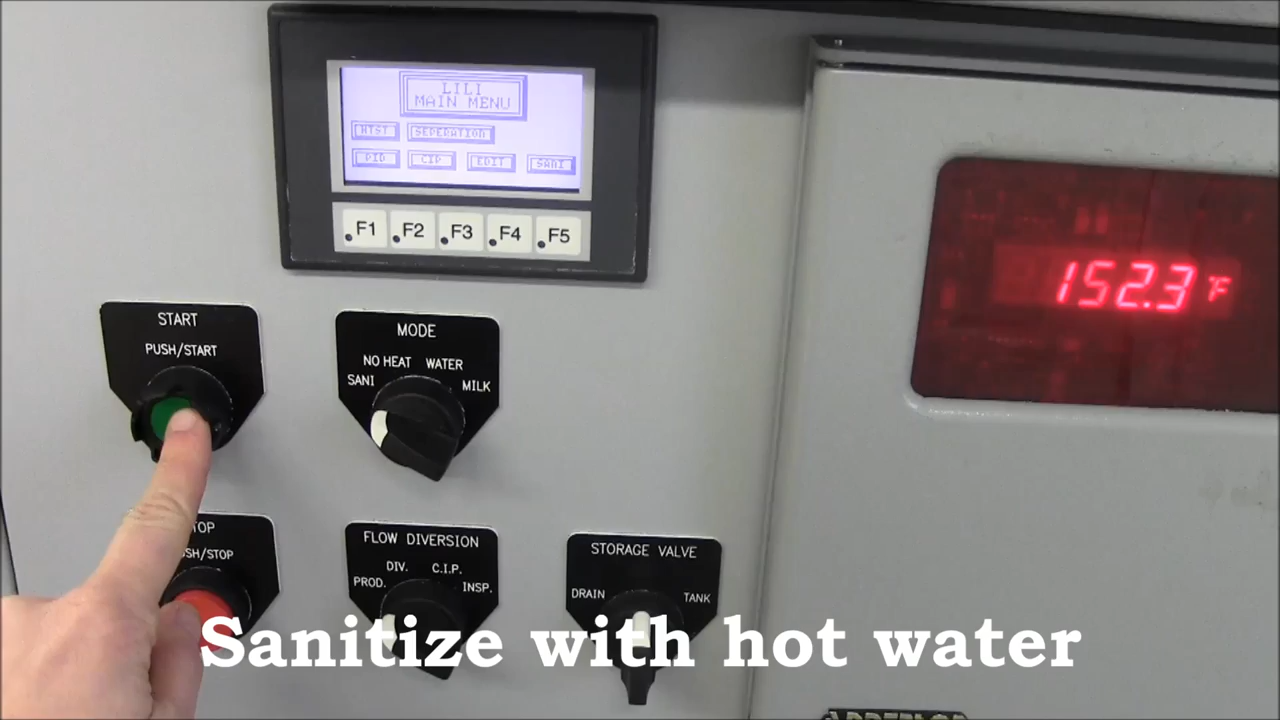 LILI
MAIN MENU
HTST SEPERATION
PID CIP EDIT SANI
F1 F2 F3 F4 F5
152.3 °F
START
PUSH/START
MODE
NO HEAT WATER
SANI MILK
FLOW DIVERSION
DIV. C.I.P.
PROD. INSP.
STORAGE VALVE
DRAIN TANK
Sanitize with hot water